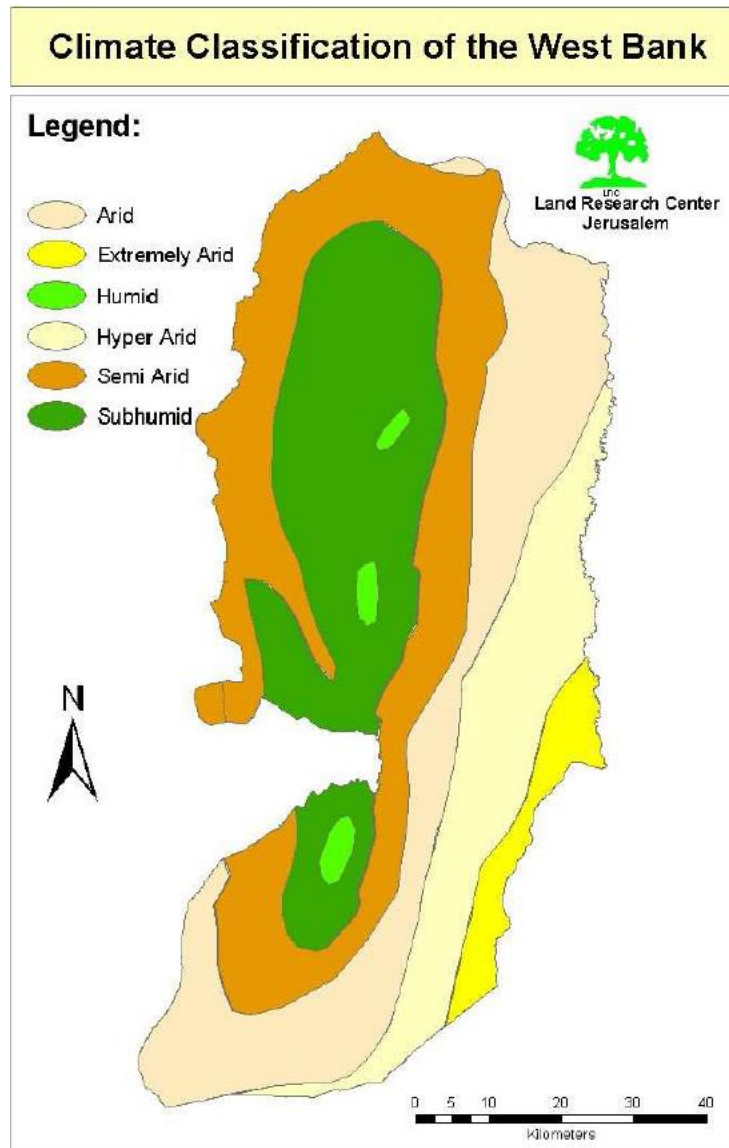 Climate Classification of the West Bank
Legend:
Arid
Extremely Arid
Humid
Hyper Arid
Semi Arid
Subhumid
LRC
Land Research Center
Jerusalem
N
0 5 10 20 30 40
Kilometers